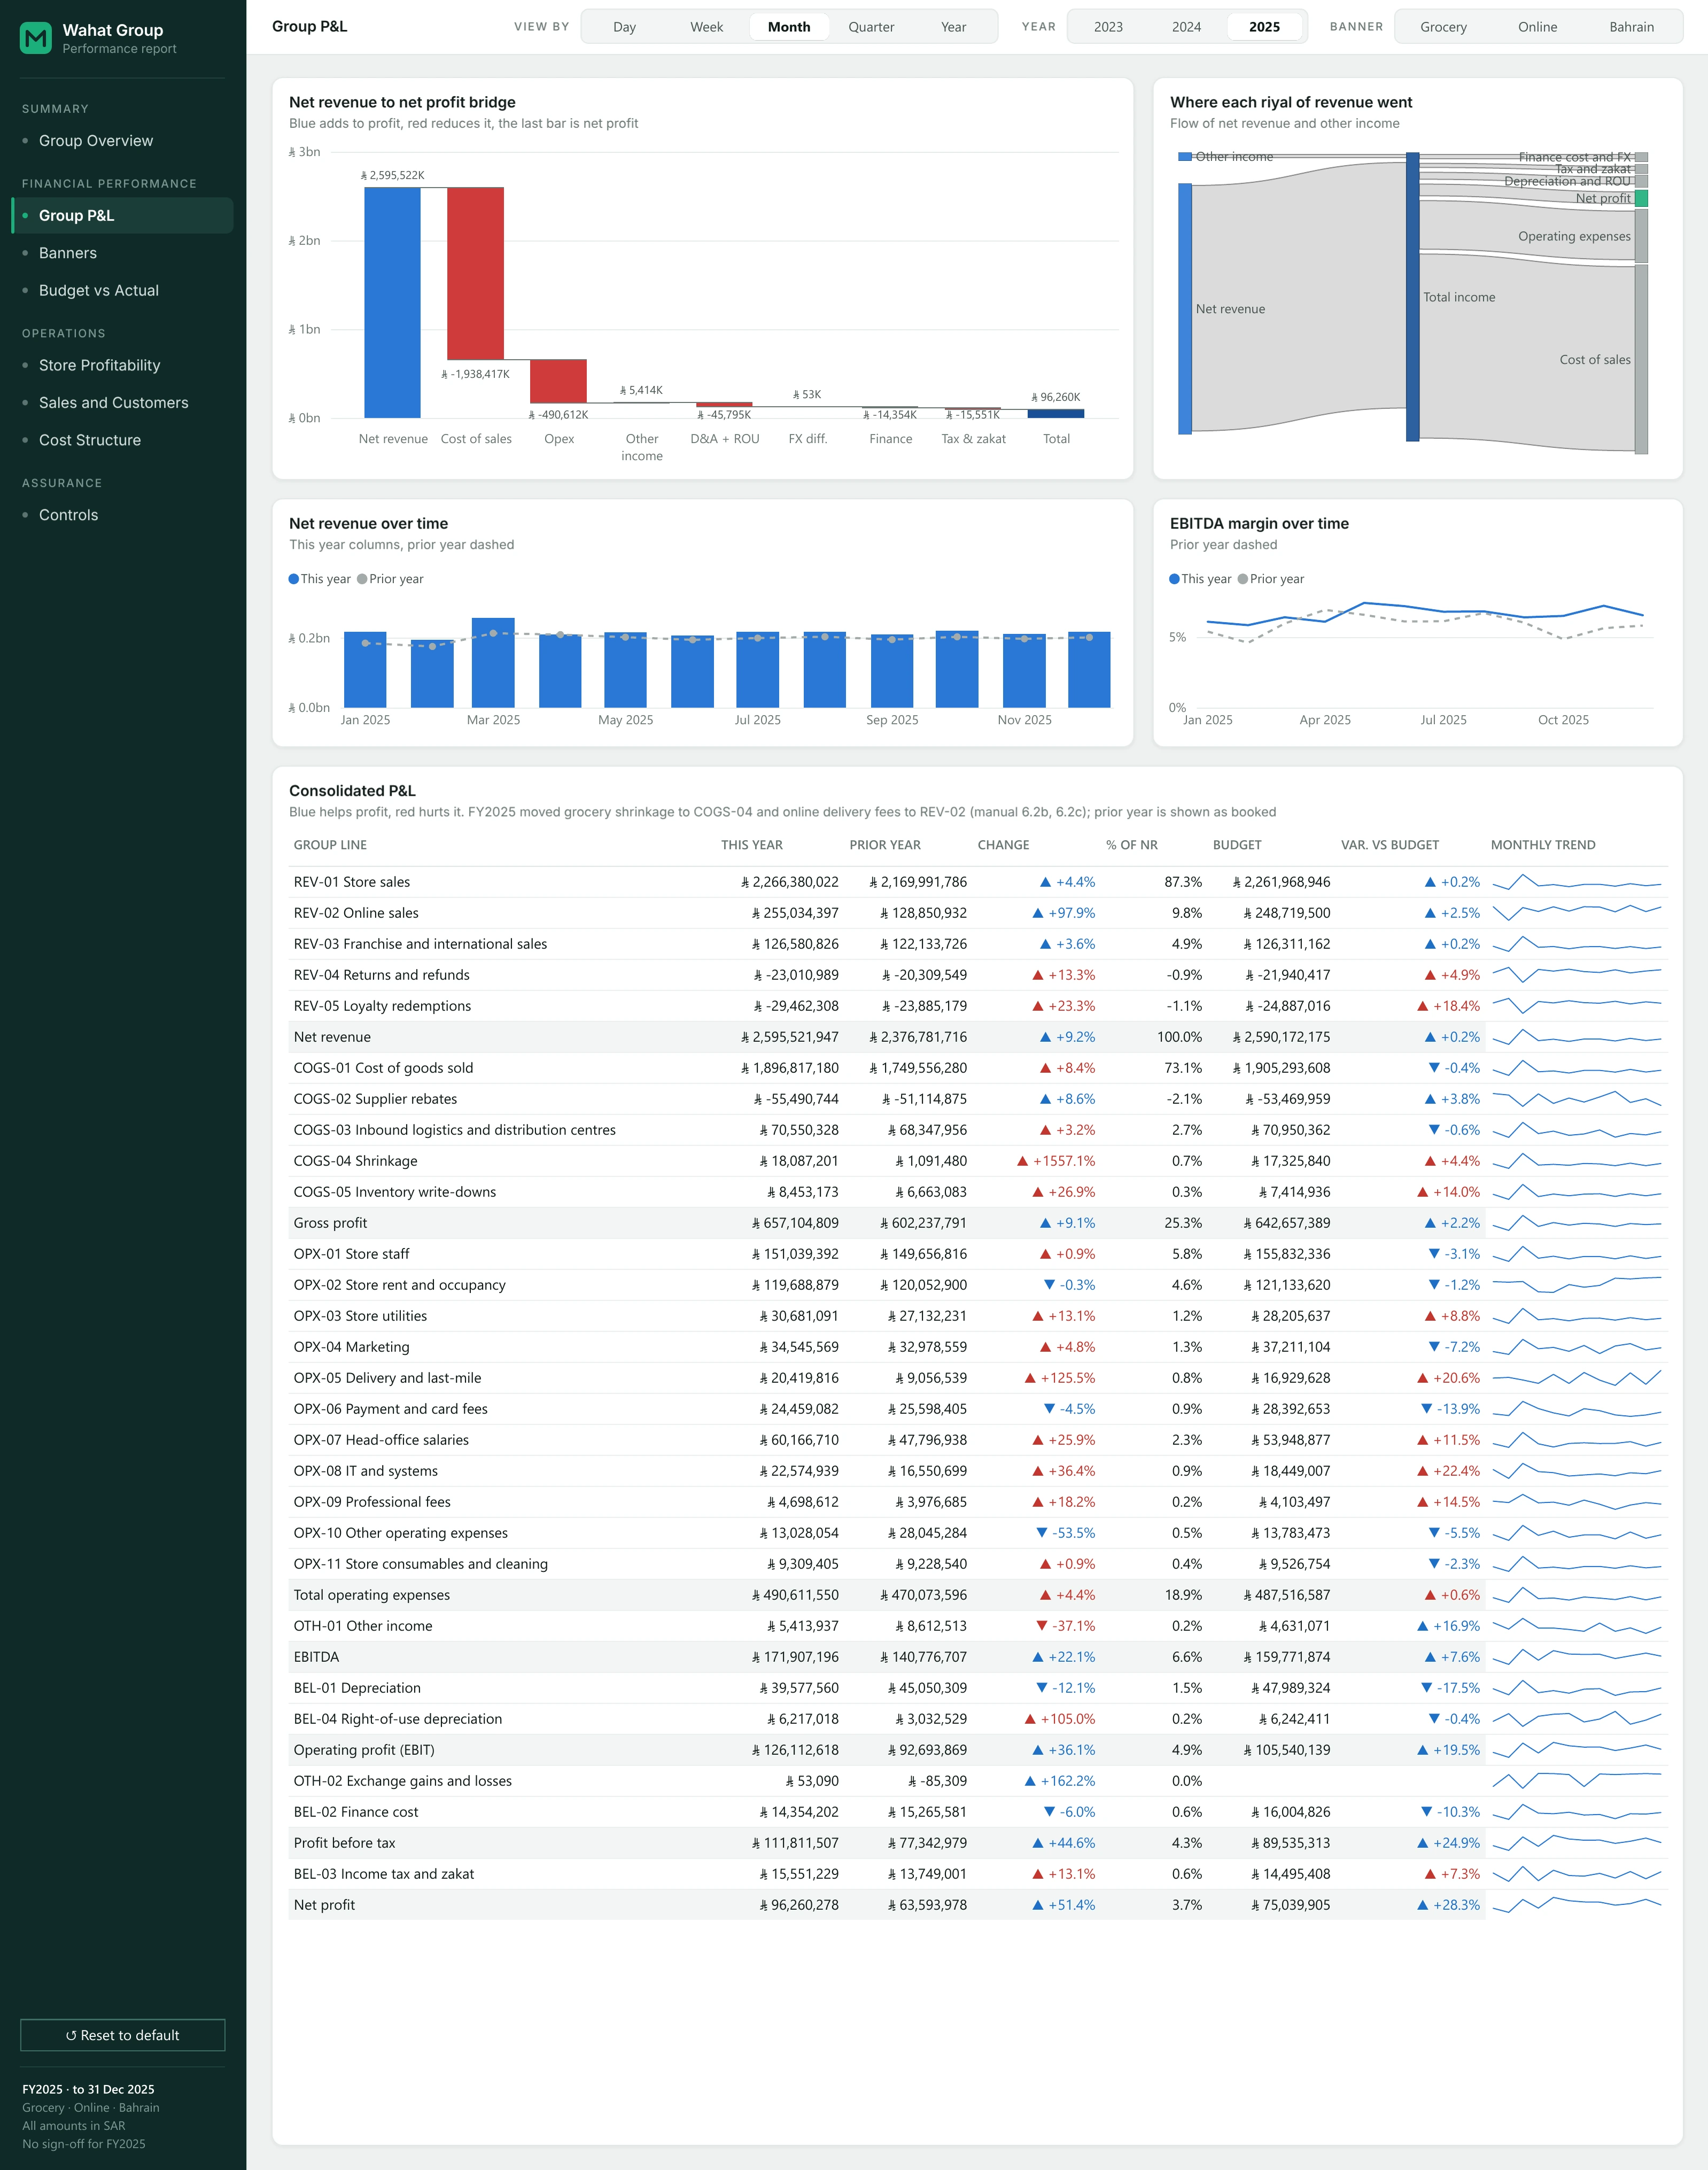 Wahat Group
Performance report
SUMMARY
Group Overview
FINANCIAL PERFORMANCE
Group P&L
Banners
Budget vs Actual
OPERATIONS
Store Profitability
Sales and Customers
Cost Structure
ASSURANCE
Controls
↺ Reset to default
FY2025 · to 31 Dec 2025
Grocery · Online · Bahrain
All amounts in SAR
No sign-off for FY2025
Group P&L
VIEW BY Day Week Month Quarter Year YEAR 2023 2024 2025 BANNER Grocery Online Bahrain
Net revenue to net profit bridge
Blue adds to profit, red reduces it, the last bar is net profit
⃁ 3bn
⃁ 2bn
⃁ 1bn
⃁ 0bn
⃁ 2,595,522K
⃁ -1,938,417K
⃁ -490,612K
⃁ 5,414K
⃁ -45,795K
⃁ 53K
⃁ -14,354K
⃁ -15,551K
⃁ 96,260K
Net revenue Cost of sales Opex Other income D&A + ROU FX diff. Finance Tax & zakat Total
Where each riyal of revenue went
Flow of net revenue and other income
Other income
Net revenue
Total income
Finance cost and FX
Tax and zakat
Depreciation and ROU
Net profit
Operating expenses
Cost of sales
Net revenue over time
This year columns, prior year dashed
This year Prior year
⃁ 0.2bn
⃁ 0.0bn
Jan 2025 Mar 2025 May 2025 Jul 2025 Sep 2025 Nov 2025
EBITDA margin over time
Prior year dashed
This year Prior year
5%
0%
Jan 2025 Apr 2025 Jul 2025 Oct 2025
Consolidated P&L
Blue helps profit, red hurts it. FY2025 moved grocery shrinkage to COGS-04 and online delivery fees to REV-02 (manual 6.2b, 6.2c); prior year is shown as booked
GROUP LINE THIS YEAR PRIOR YEAR CHANGE % OF NR BUDGET VAR. VS BUDGET MONTHLY TREND
REV-01 Store sales ⃁ 2,266,380,022 ⃁ 2,169,991,786 ▲ +4.4% 87.3% ⃁ 2,261,968,946 ▲ +0.2%
REV-02 Online sales ⃁ 255,034,397 ⃁ 128,850,932 ▲ +97.9% 9.8% ⃁ 248,719,500 ▲ +2.5%
REV-03 Franchise and international sales ⃁ 126,580,826 ⃁ 122,133,726 ▲ +3.6% 4.9% ⃁ 126,311,162 ▲ +0.2%
REV-04 Returns and refunds ⃁ -23,010,989 ⃁ -20,309,549 ▲ +13.3% -0.9% ⃁ -21,940,417 ▲ +4.9%
REV-05 Loyalty redemptions ⃁ -29,462,308 ⃁ -23,885,179 ▲ +23.3% -1.1% ⃁ -24,887,016 ▲ +18.4%
Net revenue ⃁ 2,595,521,947 ⃁ 2,376,781,716 ▲ +9.2% 100.0% ⃁ 2,590,172,175 ▲ +0.2%
COGS-01 Cost of goods sold ⃁ 1,896,817,180 ⃁ 1,749,556,280 ▲ +8.4% 73.1% ⃁ 1,905,293,608 ▼ -0.4%
COGS-02 Supplier rebates ⃁ -55,490,744 ⃁ -51,114,875 ▲ +8.6% -2.1% ⃁ -53,469,959 ▲ +3.8%
COGS-03 Inbound logistics and distribution centres ⃁ 70,550,328 ⃁ 68,347,956 ▲ +3.2% 2.7% ⃁ 70,950,362 ▼ -0.6%
COGS-04 Shrinkage ⃁ 18,087,201 ⃁ 1,091,480 ▲ +1557.1% 0.7% ⃁ 17,325,840 ▲ +4.4%
COGS-05 Inventory write-downs ⃁ 8,453,173 ⃁ 6,663,083 ▲ +26.9% 0.3% ⃁ 7,414,936 ▲ +14.0%
Gross profit ⃁ 657,104,809 ⃁ 602,237,791 ▲ +9.1% 25.3% ⃁ 642,657,389 ▲ +2.2%
OPX-01 Store staff ⃁ 151,039,392 ⃁ 149,656,816 ▲ +0.9% 5.8% ⃁ 155,832,336 ▼ -3.1%
OPX-02 Store rent and occupancy ⃁ 119,688,879 ⃁ 120,052,900 ▼ -0.3% 4.6% ⃁ 121,133,620 ▼ -1.2%
OPX-03 Store utilities ⃁ 30,681,091 ⃁ 27,132,231 ▲ +13.1% 1.2% ⃁ 28,205,637 ▲ +8.8%
OPX-04 Marketing ⃁ 34,545,569 ⃁ 32,978,559 ▲ +4.8% 1.3% ⃁ 37,211,104 ▼ -7.2%
OPX-05 Delivery and last-mile ⃁ 20,419,816 ⃁ 9,056,539 ▲ +125.5% 0.8% ⃁ 16,929,628 ▲ +20.6%
OPX-06 Payment and card fees ⃁ 24,459,082 ⃁ 25,598,405 ▼ -4.5% 0.9% ⃁ 28,392,653 ▼ -13.9%
OPX-07 Head-office salaries ⃁ 60,166,710 ⃁ 47,796,938 ▲ +25.9% 2.3% ⃁ 53,948,877 ▲ +11.5%
OPX-08 IT and systems ⃁ 22,574,939 ⃁ 16,550,699 ▲ +36.4% 0.9% ⃁ 18,449,007 ▲ +22.4%
OPX-09 Professional fees ⃁ 4,698,612 ⃁ 3,976,685 ▲ +18.2% 0.2% ⃁ 4,103,497 ▲ +14.5%
OPX-10 Other operating expenses ⃁ 13,028,054 ⃁ 28,045,284 ▼ -53.5% 0.5% ⃁ 13,783,473 ▼ -5.5%
OPX-11 Store consumables and cleaning ⃁ 9,309,405 ⃁ 9,228,540 ▲ +0.9% 0.4% ⃁ 9,526,754 ▼ -2.3%
Total operating expenses ⃁ 490,611,550 ⃁ 470,073,596 ▲ +4.4% 18.9% ⃁ 487,516,587 ▲ +0.6%
OTH-01 Other income ⃁ 5,413,937 ⃁ 8,612,513 ▼ -37.1% 0.2% ⃁ 4,631,071 ▲ +16.9%
EBITDA ⃁ 171,907,196 ⃁ 140,776,707 ▲ +22.1% 6.6% ⃁ 159,771,874 ▲ +7.6%
BEL-01 Depreciation ⃁ 39,577,560 ⃁ 45,050,309 ▼ -12.1% 1.5% ⃁ 47,989,324 ▼ -17.5%
BEL-04 Right-of-use depreciation ⃁ 6,217,018 ⃁ 3,032,529 ▲ +105.0% 0.2% ⃁ 6,242,411 ▼ -0.4%
Operating profit (EBIT) ⃁ 126,112,618 ⃁ 92,693,869 ▲ +36.1% 4.9% ⃁ 105,540,139 ▲ +19.5%
OTH-02 Exchange gains and losses ⃁ 53,090 ⃁ -85,309 ▲ +162.2% 0.0%
BEL-02 Finance cost ⃁ 14,354,202 ⃁ 15,265,581 ▼ -6.0% 0.6% ⃁ 16,004,826 ▼ -10.3%
Profit before tax ⃁ 111,811,507 ⃁ 77,342,979 ▲ +44.6% 4.3% ⃁ 89,535,313 ▲ +24.9%
BEL-03 Income tax and zakat ⃁ 15,551,229 ⃁ 13,749,001 ▲ +13.1% 0.6% ⃁ 14,495,408 ▲ +7.3%
Net profit ⃁ 96,260,278 ⃁ 63,593,978 ▲ +51.4% 3.7% ⃁ 75,039,905 ▲ +28.3%